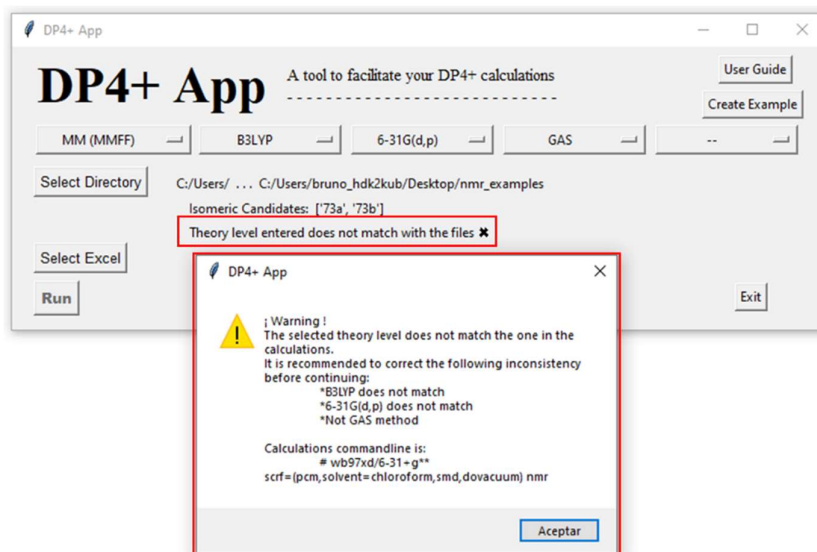 DP4+ App
DP4+ App
A tool to facilitate your DP4+ calculations
- - - - - - - - - - - - - - - - - - - - - - - - - - - -
User Guide
Create Example
MM (MMFF)
B3LYP
6-31G(d,p)
GAS
--
Select Directory
C:/Users/ ... C:/Users/bruno_hdk2kub/Desktop/nmr_examples
Isomeric Candidates: ['73a', '73b']
Theory level entered does not match with the files ✖
Select Excel
Run
Exit
DP4+ App
¡ Warning !
The selected theory level does not match the one in the
calculations.
It is recommended to correct the following inconsistency
before continuing:
*B3LYP does not match
*6-31G(d,p) does not match
*Not GAS method
Calculations commandline is:
# wb97xd/6-31+g**
scrf=(pcm,solvent=chloroform,smd,dovacuum) nmr
Aceptar